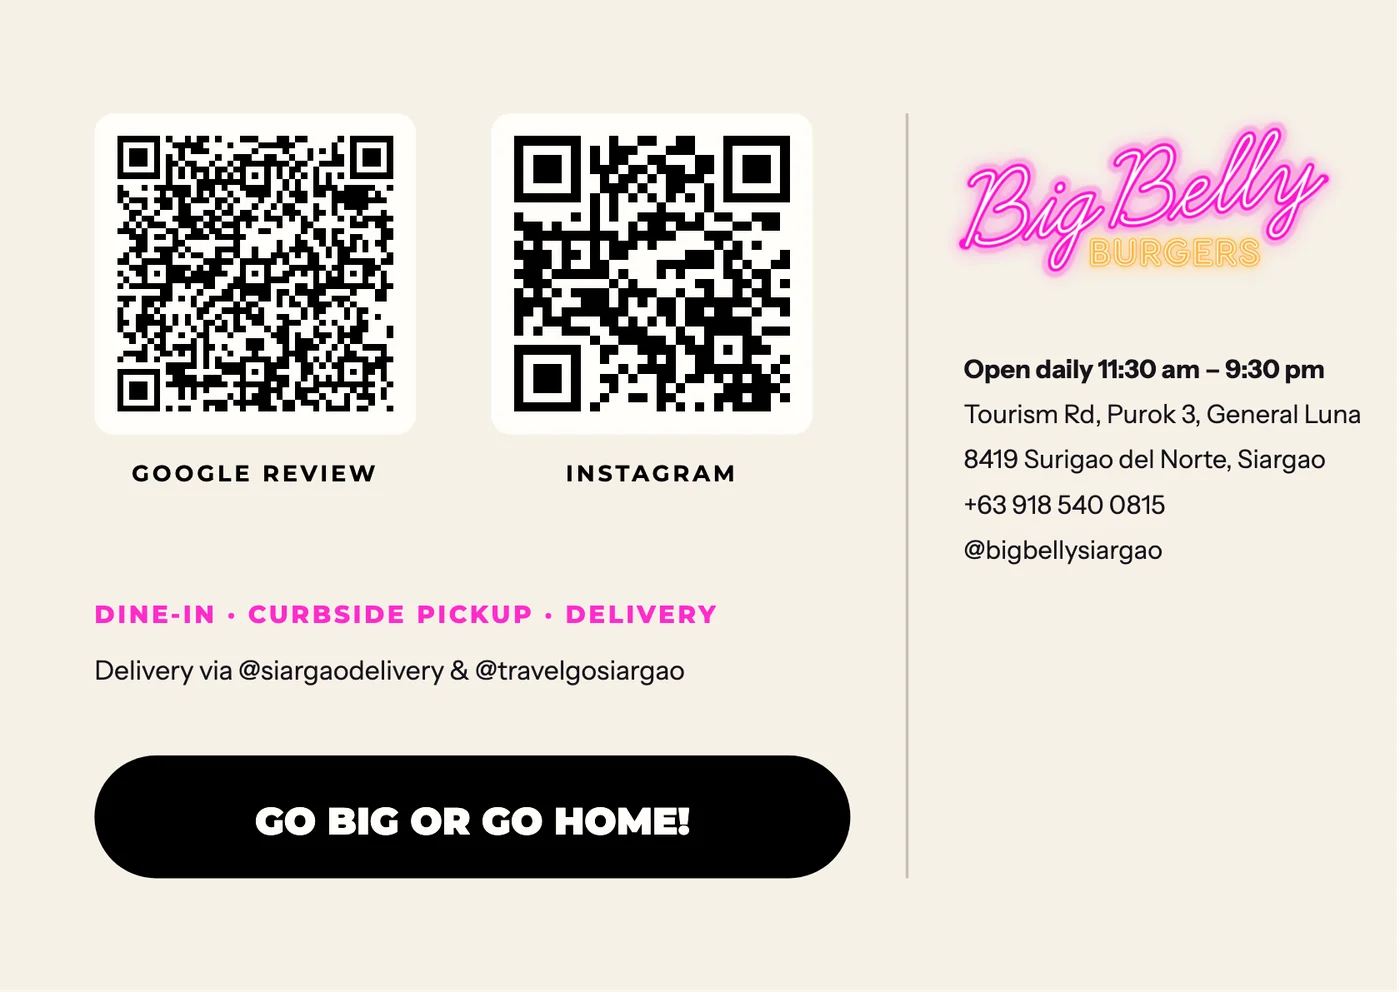 GOOGLE REVIEW
INSTAGRAM
DINE-IN · CURBSIDE PICKUP · DELIVERY
Delivery via @siargaodelivery & @travelgosiargao
GO BIG OR GO HOME!
Big Belly
BURGERS
Open daily 11:30 am – 9:30 pm
Tourism Rd, Purok 3, General Luna
8419 Surigao del Norte, Siargao
+63 918 540 0815
@bigbellysiargao